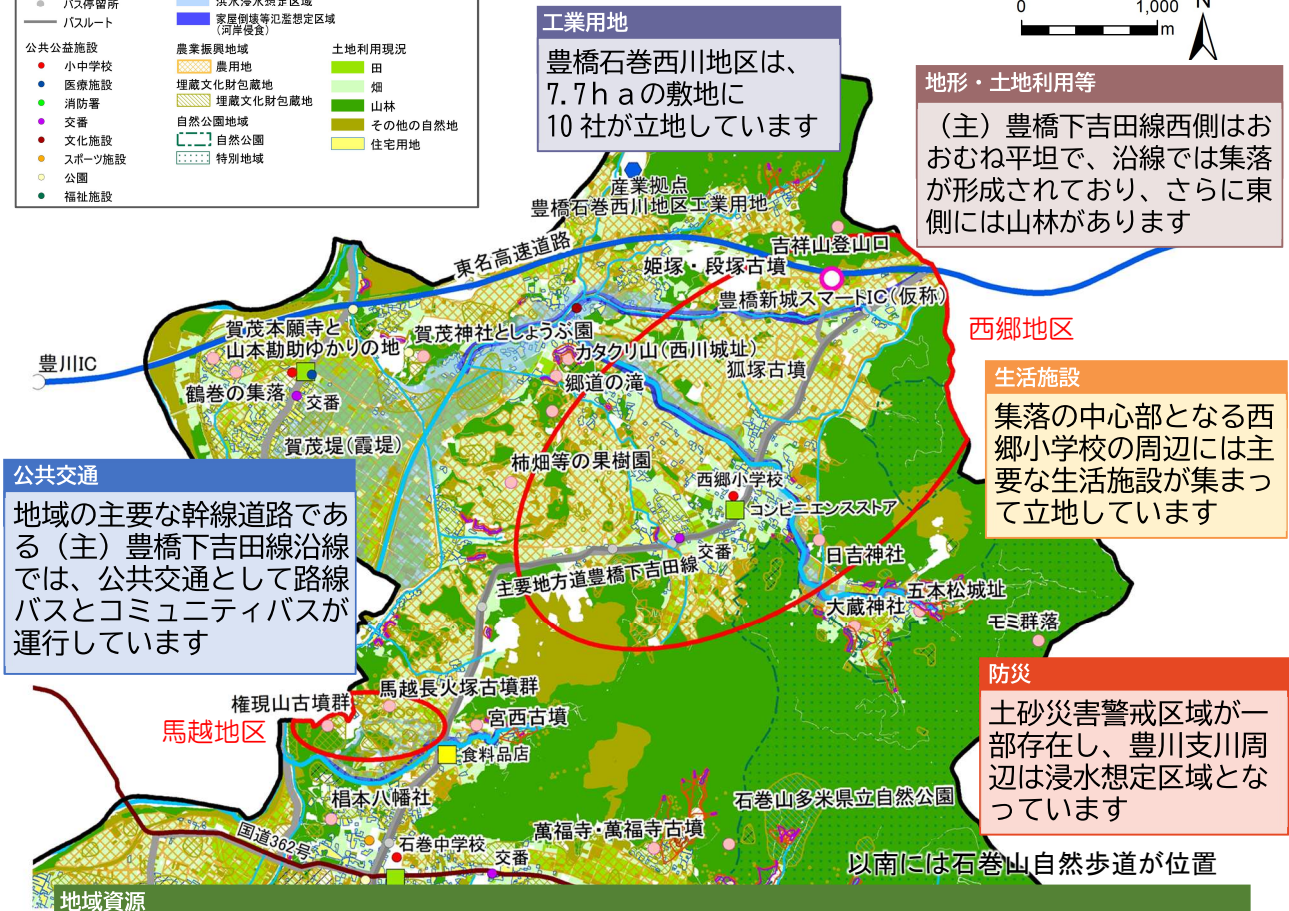 バス停留所
バスルート
公共公益施設
小中学校
医療施設
消防署
交番
文化施設
スポーツ施設
公園
福祉施設
洪水浸水想定区域
家屋倒壊等氾濫想定区域
（河岸侵食）
農業振興地域
農用地
埋蔵文化財包蔵地
埋蔵文化財包蔵地
自然公園地域
自然公園
特別地域
土地利用現況
田
畑
山林
その他の自然地
住宅用地
工業用地
豊橋石巻西川地区は、
7.7ｈａの敷地に
10 社が立地しています
0 1,000
m
N
地形・土地利用等
（主）豊橋下吉田線西側はお
おむね平坦で、沿線では集落
が形成されており、さらに東
側には山林があります
産業拠点
豊橋石巻西川地区工業用地
東名高速道路
吉祥山登山口
姫塚・段塚古墳
豊橋新城スマートIC（仮称）
西郷地区
賀茂本願寺と
山本勘助ゆかりの地
賀茂神社としょうぶ園
カタクリ山（西川城址）
狐塚古墳
豊川IC
鶴巻の集落
交番
郷道の滝
賀茂堤（霞堤）
柿畑等の果樹園
西郷小学校
コンビニエンスストア
生活施設
集落の中心部となる西
郷小学校の周辺には主
要な生活施設が集まっ
て立地しています
公共交通
地域の主要な幹線道路であ
る（主）豊橋下吉田線沿線
では、公共交通として路線
バスとコミュニティバスが
運行しています
交番
主要地方道豊橋下吉田線
日吉神社
大蔵神社
五本松城址
モミ群落
防災
土砂災害警戒区域が一
部存在し、豊川支川周
辺は浸水想定区域とな
っています
権現山古墳群
馬越長火塚古墳群
馬越地区
宮西古墳
食料品店
椙本八幡社
国道362号
石巻中学校
交番
萬福寺・萬福寺古墳
石巻山多米県立自然公園
以南には石巻山自然歩道が位置
地域資源